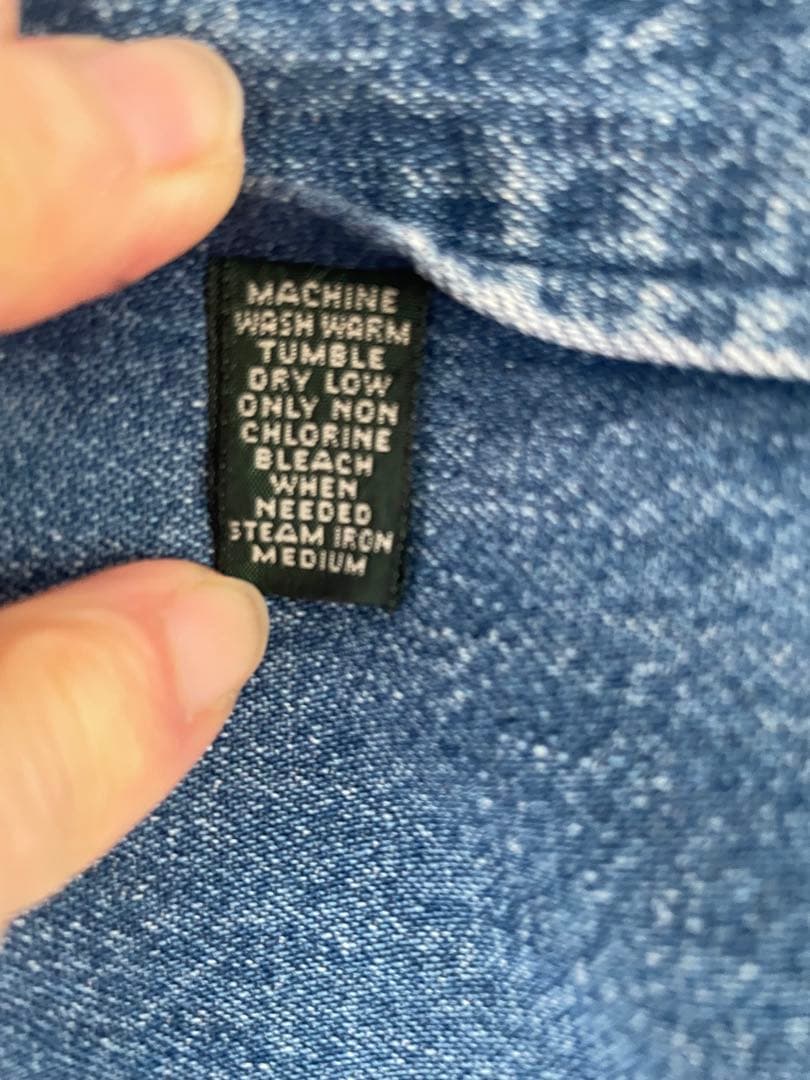 MACHINE
WASH WARM
TUMBLE
DRY LOW
ONLY NON
CHLORINE
BLEACH
WHEN
NEEDED
STEAM IRON
MEDIUM